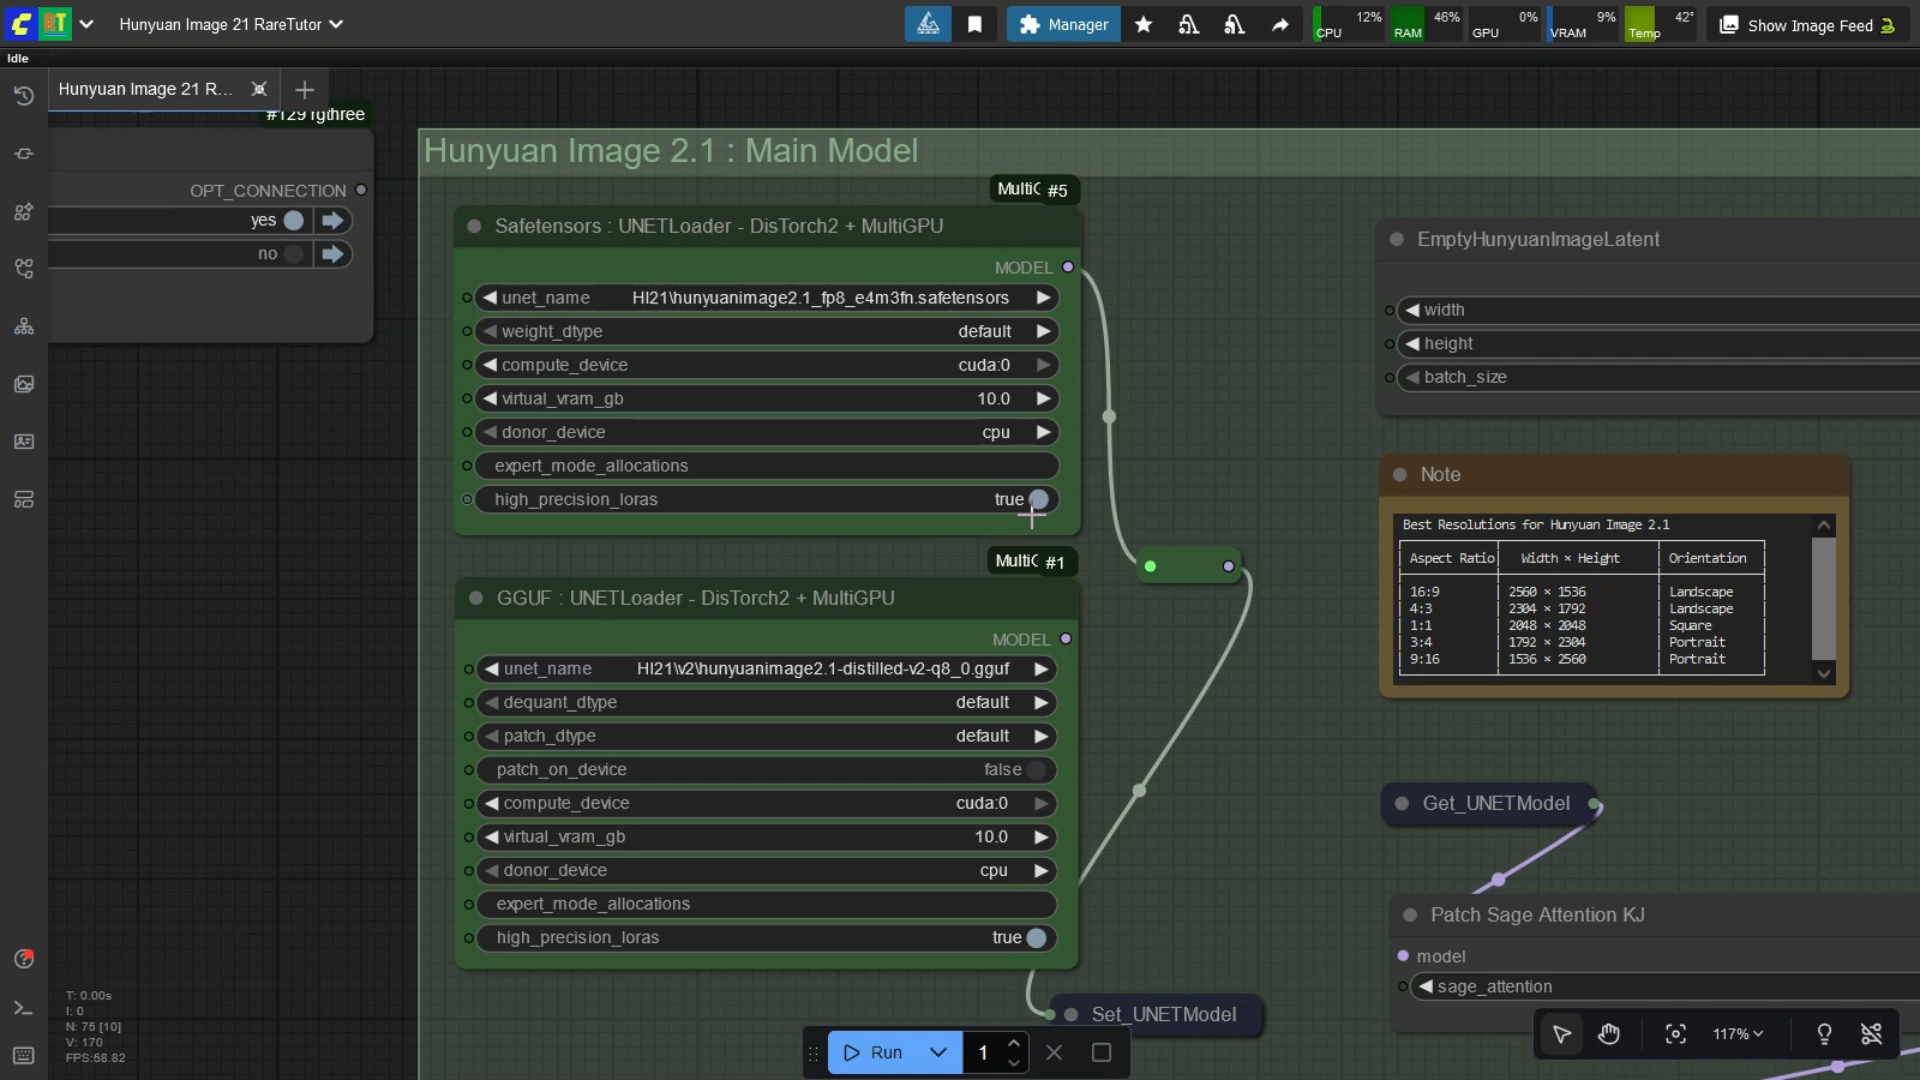 Hunyuan Image 21 RareTutor
Manager
12%
CPU
46%
RAM
0%
GPU
9%
VRAM
42°
Temp
Show Image Feed
Idle
Hunyuan Image 21 R...
#129 rgthree
OPT_CONNECTION
yes
no
Hunyuan Image 2.1 : Main Model
MultiG #5
Safetensors : UNETLoader - DisTorch2 + MultiGPU
MODEL
unet_name HI21\hunyuanimage2.1_fp8_e4m3fn.safetensors
weight_dtype default
compute_device cuda:0
virtual_vram_gb 10.0
donor_device cpu
expert_mode_allocations
high_precision_loras true
MultiG #1
GGUF : UNETLoader - DisTorch2 + MultiGPU
MODEL
unet_name HI21\v2\hunyuanimage2.1-distilled-v2-q8_0.gguf
dequant_dtype default
patch_dtype default
patch_on_device false
compute_device cuda:0
virtual_vram_gb 10.0
donor_device cpu
expert_mode_allocations
high_precision_loras true
Set_UNETModel
EmptyHunyuanImageLatent
width
height
batch_size
Note
Best Resolutions for Hunyuan Image 2.1
Aspect Ratio Width × Height Orientation
16:9 2560 × 1536 Landscape
4:3 2304 × 1792 Landscape
1:1 2048 × 2048 Square
3:4 1792 × 2304 Portrait
9:16 1536 × 2560 Portrait
Get_UNETModel
Patch Sage Attention KJ
model
sage_attention
T: 0.00s
I: 0
N: 75 [10]
V: 170
FPS:58.82
Run 1
117%